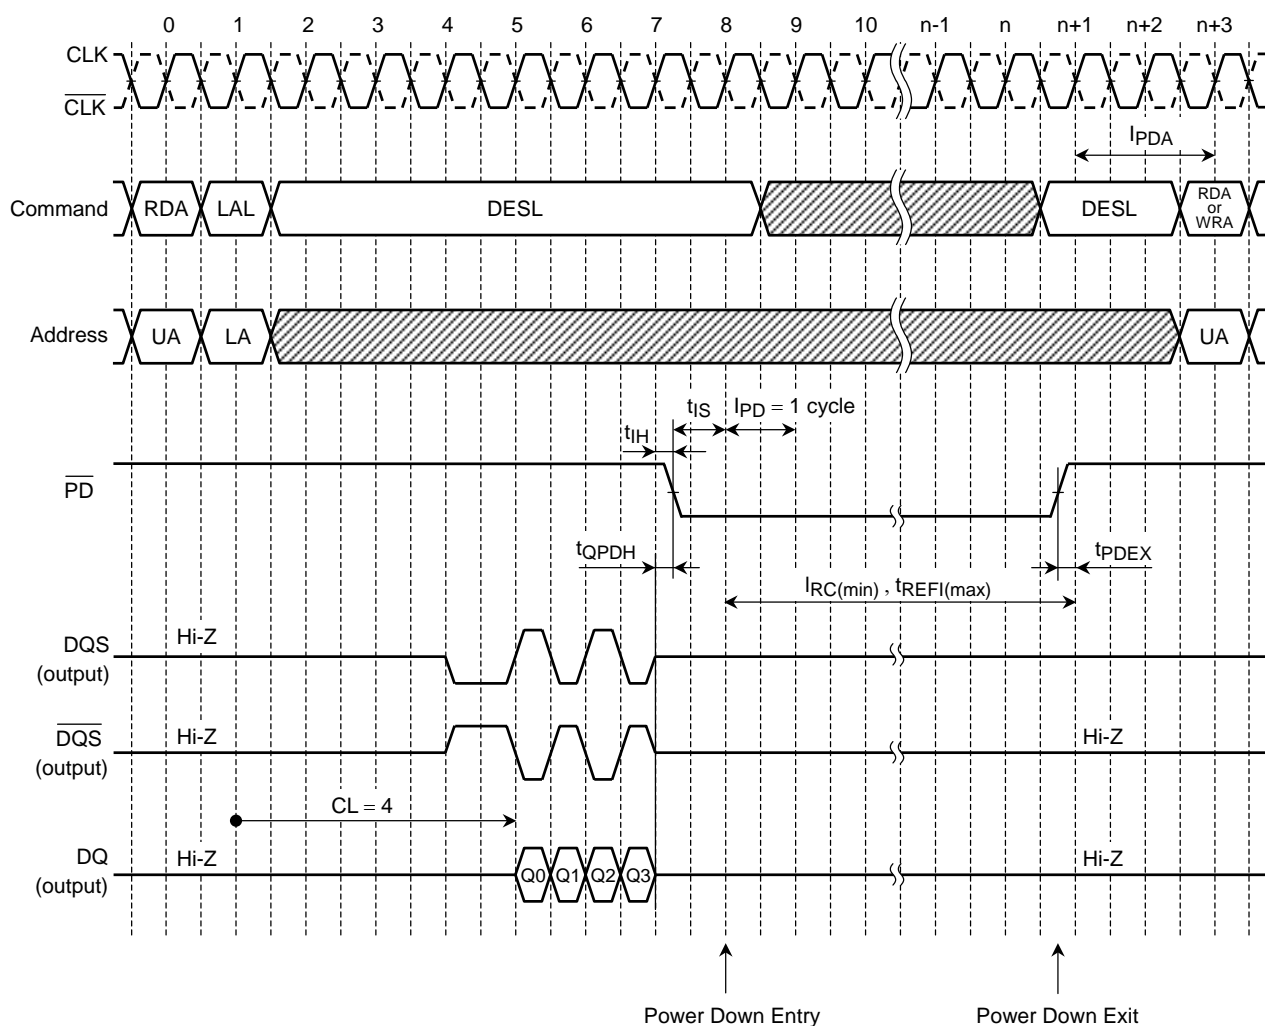 0 1 2 3 4 5 6 7 8 9 10 n-1 n n+1 n+2 n+3
CLK
CLK
IPDA
Command RDA LAL DESL DESL RDA or WRA
Address UA LA UA
tIH tIS IPD = 1 cycle
PD
tQPDH tPDEX
IRC(min) , tREFI(max)
DQS
(output)
Hi-Z
DQS
(output)
Hi-Z Hi-Z
CL = 4
DQ
(output)
Hi-Z Q0 Q1 Q2 Q3 Hi-Z
Power Down Entry Power Down Exit